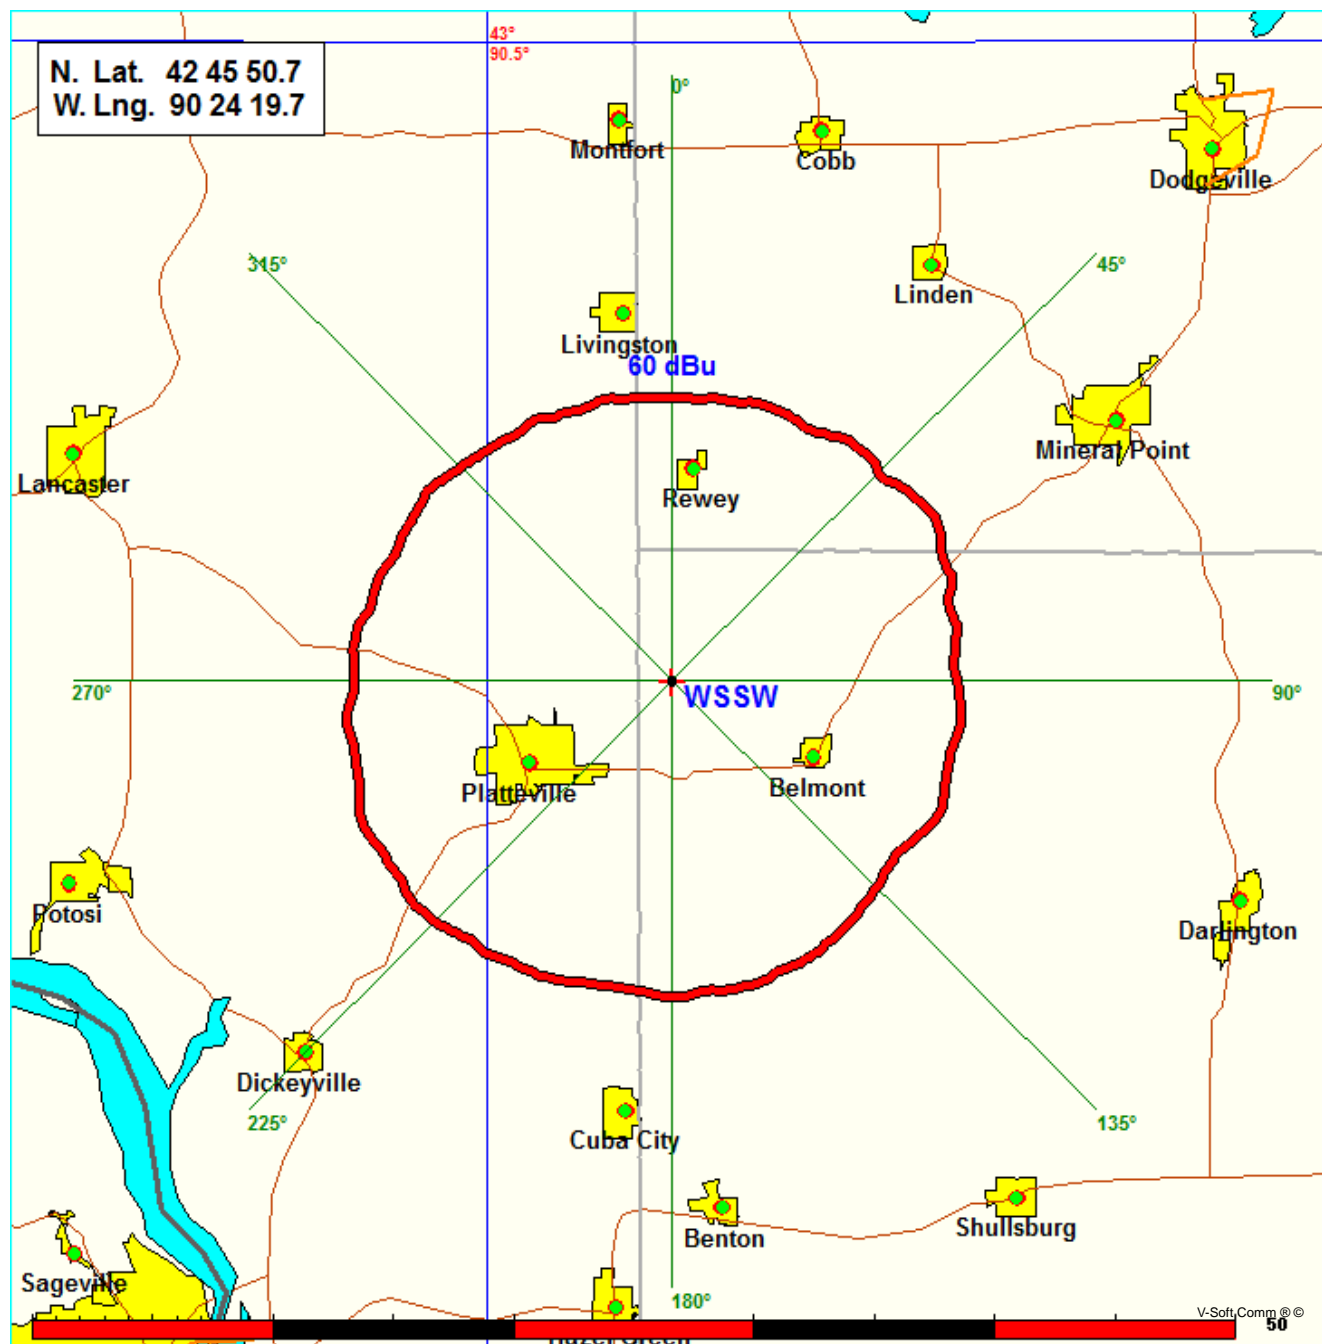 43°
90.5°
N. Lat. 42 45 50.7
W. Lng. 90 24 19.7
0°
Montfort
Cobb
Dodgeville
315°
45°
Linden
Livingston
60 dBu
Mineral Point
Lancaster
Rewey
270°
WSSW
90°
Platteville
Belmont
Potosi
Darlington
Dickeyville
225°
135°
Cuba City
Benton
Shullsburg
Sageville
180°
V-Soft Comm ® ©
50
Hazel Green